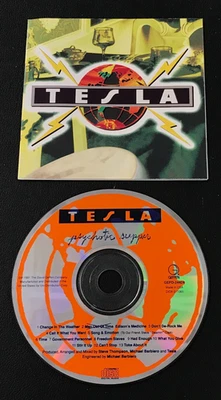 TESLA
TESLA
psychotic supper
GEFFEN
Change in The Weather Edison's Medicine Don't De-Rock Me
Call It What You Want Song & Emotion
Time Government Personnel Freedom Slaves Had Enough What You Give
Stir It Up Can't Stop Toke About It
Produced, Arranged and Mixed by Steve Thompson, Michael Barbiero and Tesla
Engineered by Michael Barbiero